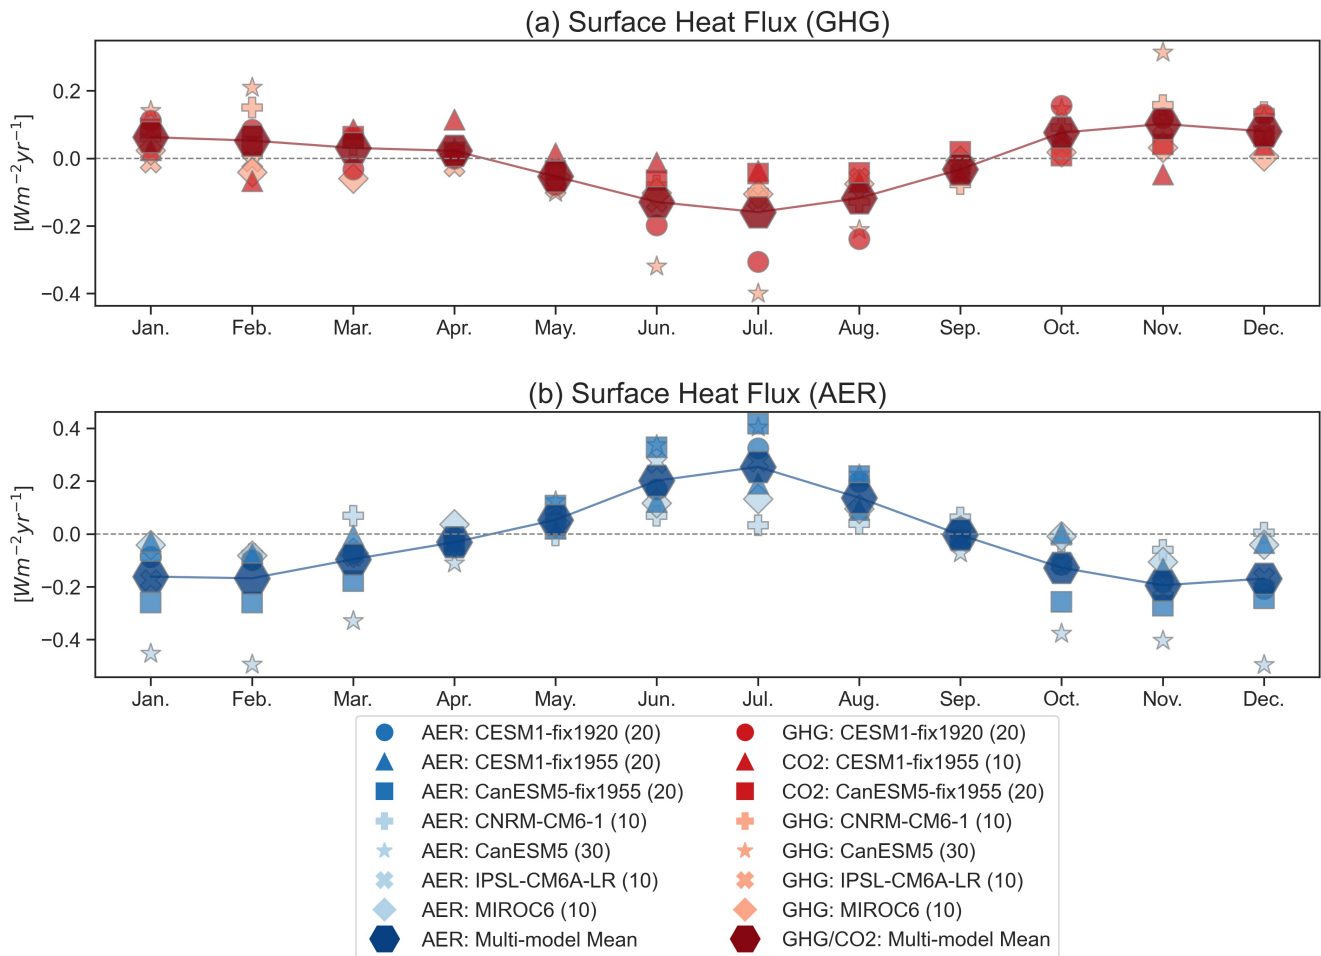 (a) Surface Heat Flux (GHG)
[Wm⁻²yr⁻¹]
0.2
0.0
−0.2
−0.4
Jan. Feb. Mar. Apr. May. Jun. Jul. Aug. Sep. Oct. Nov. Dec.
(b) Surface Heat Flux (AER)
[Wm⁻²yr⁻¹]
0.4
0.2
0.0
−0.2
−0.4
Jan. Feb. Mar. Apr. May. Jun. Jul. Aug. Sep. Oct. Nov. Dec.
AER: CESM1-fix1920 (20)
AER: CESM1-fix1955 (20)
AER: CanESM5-fix1955 (20)
AER: CNRM-CM6-1 (10)
AER: CanESM5 (30)
AER: IPSL-CM6A-LR (10)
AER: MIROC6 (10)
AER: Multi-model Mean
GHG: CESM1-fix1920 (20)
CO2: CESM1-fix1955 (10)
CO2: CanESM5-fix1955 (20)
GHG: CNRM-CM6-1 (10)
GHG: CanESM5 (30)
GHG: IPSL-CM6A-LR (10)
GHG: MIROC6 (10)
GHG/CO2: Multi-model Mean